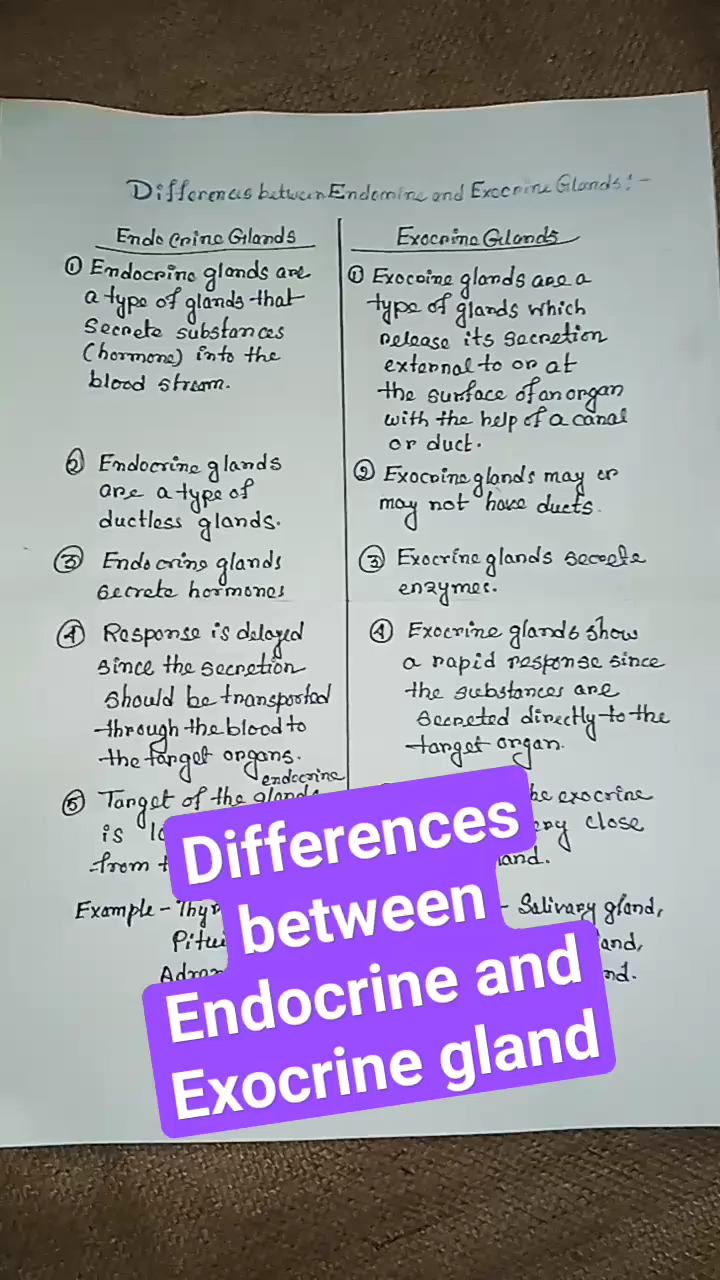 Differences between Endocrine and Exocrine Glands:-
Endocrine Glands
① Endocrine glands are
a type of glands that
secrete substances
(hormone) into the
blood stream.
② Endocrine glands
are a type of
ductless glands.
③ Endocrine glands
secrete hormones
④ Response is delayed
since the secretion
should be transported
through the blood to
the target organs.
endocrine
⑤ Target of the glands
is
from
Example - Thyr
Pitui
Adren
Exocrine Glands
① Exocrine glands are a
type of glands which
release its secretion
external to or at
the surface of an organ
with the help of a canal
or duct.
② Exocrine glands may or
may not have ducts.
③ Exocrine glands secrete
enzymes.
④ Exocrine glands show
a rapid response since
the substances are
secreted directly to the
target organ.
exocrine
close
- Salivary gland,
Differences
between
Endocrine and
Exocrine gland